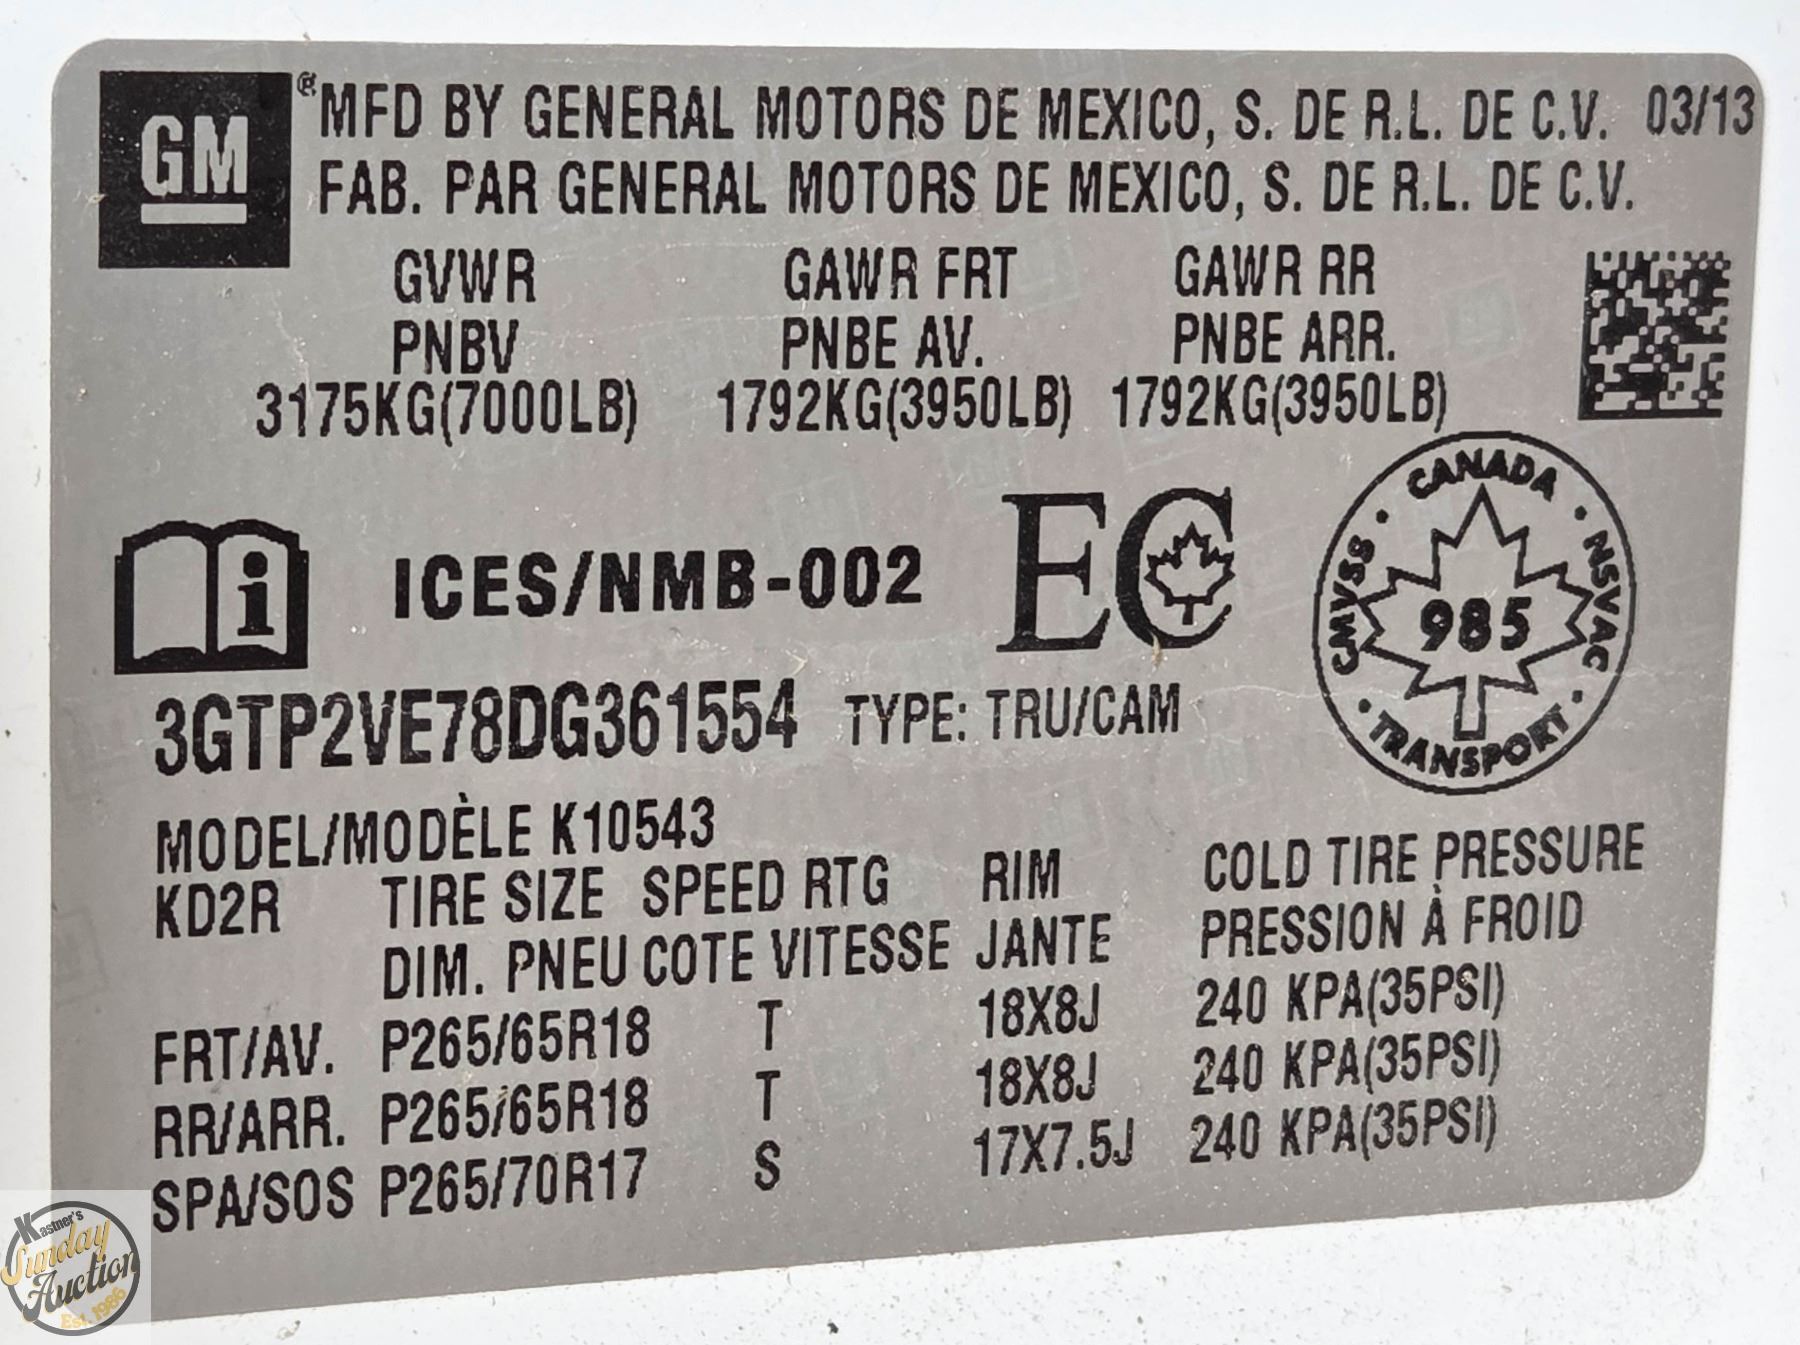 GM
® MFD BY GENERAL MOTORS DE MEXICO, S. DE R.L. DE C.V. 03/13
FAB. PAR GENERAL MOTORS DE MEXICO, S. DE R.L. DE C.V.
GVWR GAWR FRT GAWR RR
PNBV PNBE AV. PNBE ARR.
3175KG(7000LB) 1792KG(3950LB) 1792KG(3950LB)
i ICES/NMB-002 EC
CANADA · NSVAC · TRANSPORT · CMVSS ·
985
3GTP2VE78DG361554 TYPE: TRU/CAM
MODEL/MODÈLE K10543
KD2R TIRE SIZE SPEED RTG RIM COLD TIRE PRESSURE
DIM. PNEU COTE VITESSE JANTE PRESSION À FROID
FRT/AV. P265/65R18 T 18X8J 240 KPA(35PSI)
RR/ARR. P265/65R18 T 18X8J 240 KPA(35PSI)
SPA/SOS P265/70R17 S 17X7.5J 240 KPA(35PSI)
Kastner's
Sunday
Auction
Est. 1986